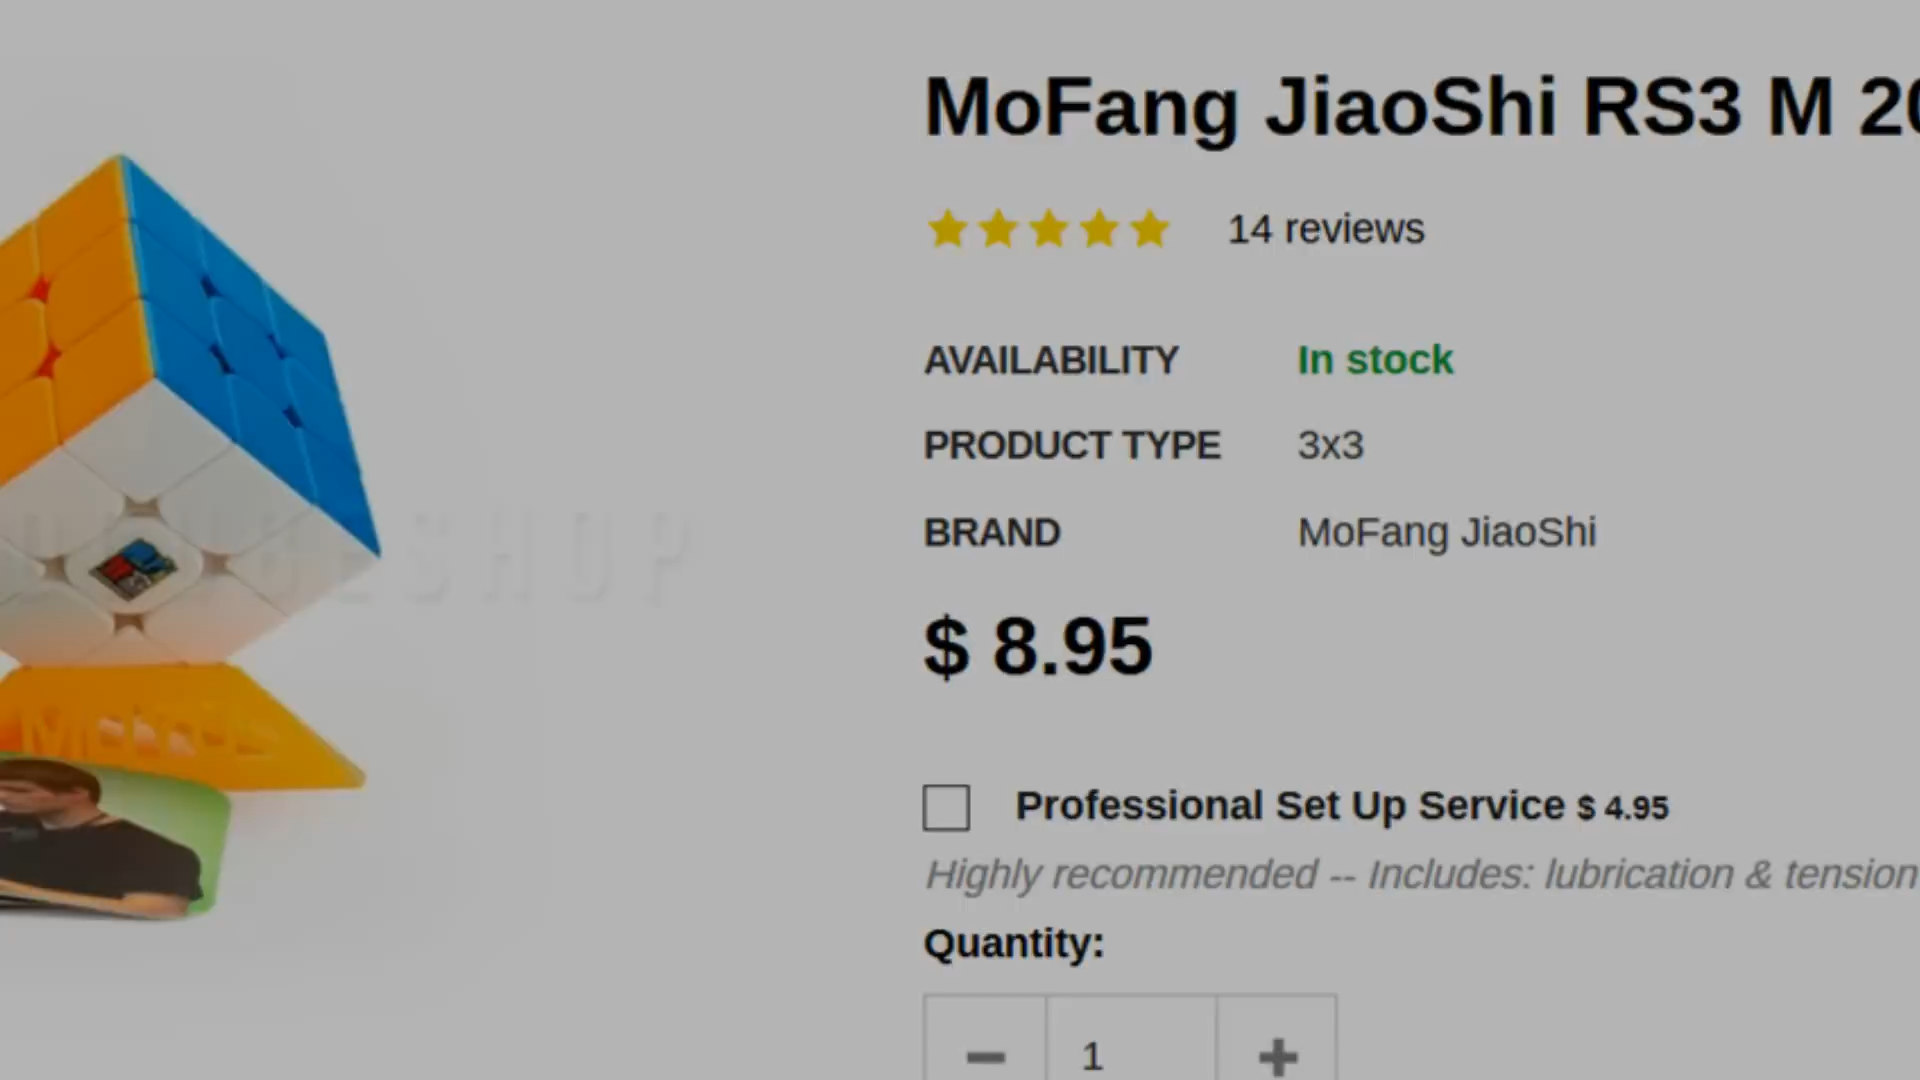 MoFang JiaoShi RS3 M 20
14 reviews
AVAILABILITY In stock
PRODUCT TYPE 3x3
BRAND MoFang JiaoShi
SHOP
$ 8.95
Professional Set Up Service $ 4.95
Highly recommended -- Includes: lubrication & tension
Quantity:
1